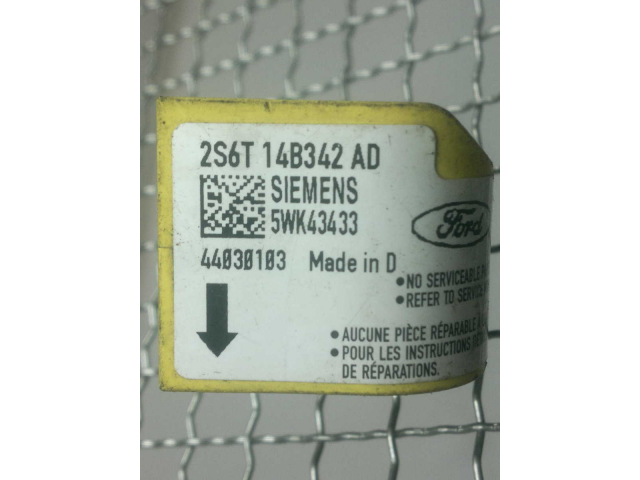 2S6T 14B342 AD
SIEMENS
5WK43433
Ford
44030103 Made in D
• NO SERVICEABLE
• REFER TO SERVICE
• AUCUNE PIÈCE RÉPARABLE
• POUR LES INSTRUCTIONS
DE RÉPARATIONS.